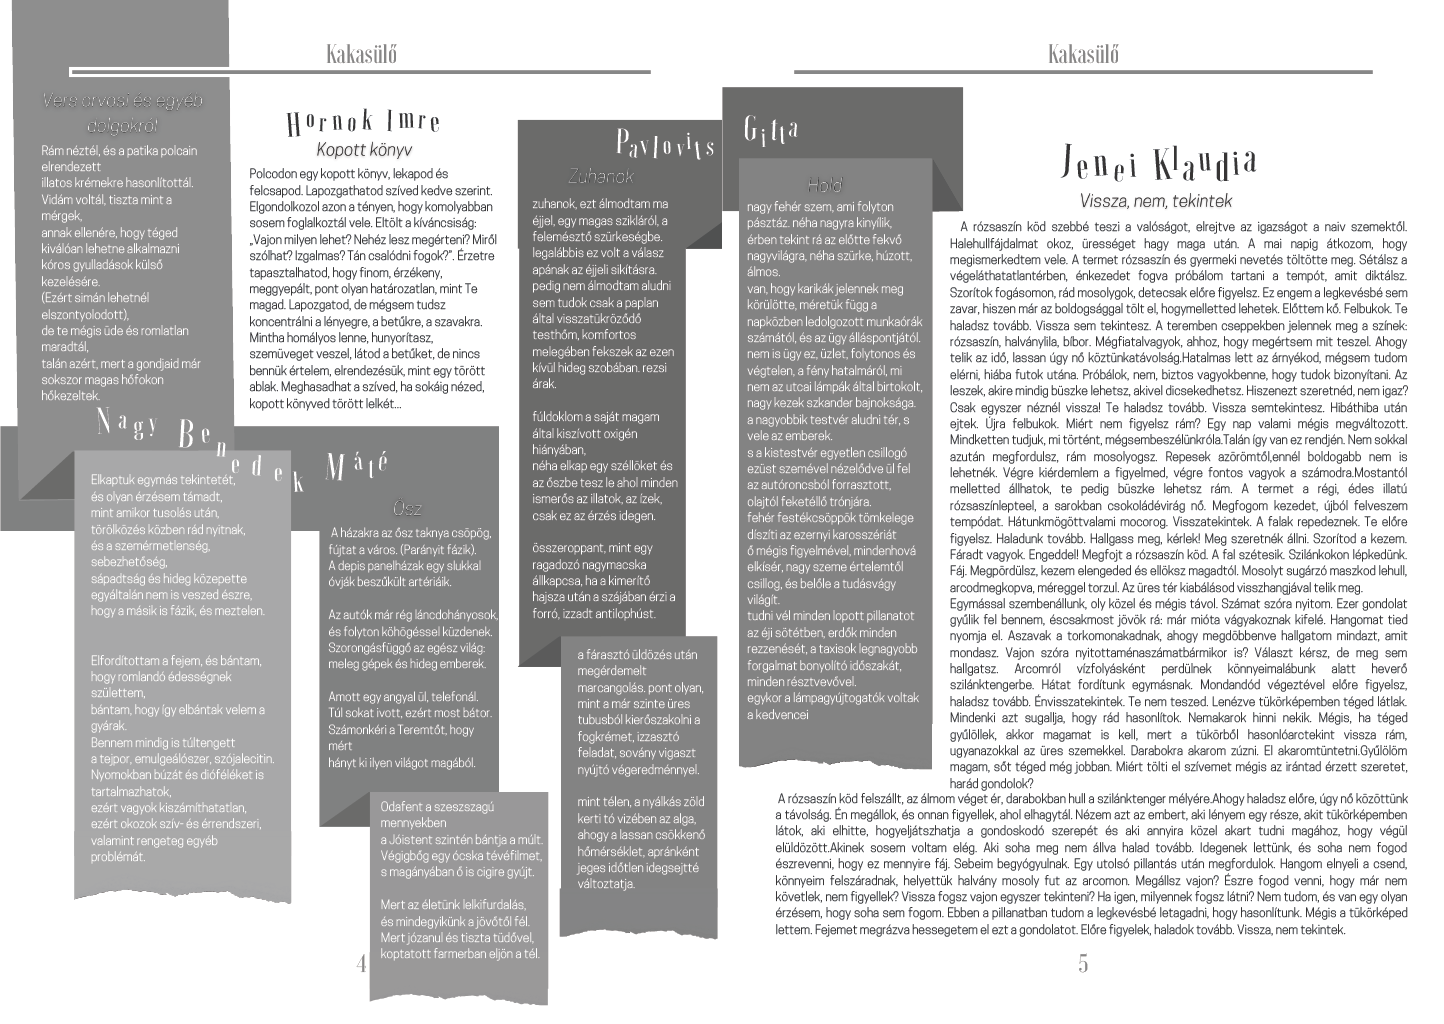 Kakasülő
Vers orvosi és egyéb
dolgokról
Rám néztél, és a patika polcain
elrendezett
illatos krémekre hasonlítottál.
Vidám voltál, tiszta mint a
mérgek,
annak ellenére, hogy téged
kiválóan lehetne alkalmazni
kóros gyulladások külső
kezelésére.
(Ezért simán lehetnél
elszontyolodott),
de te mégis üde és romlatlan
maradtál,
talán azért, mert a gondjaid már
sokszor magas hőfokon
hőkezeltek.
Nagy Benedek Máté
Elkaptuk egymás tekintetét,
és olyan érzésem támadt,
mint amikor tusolás után,
törölközés közben rád nyitnak,
és a szemérmetlenség,
sebezhetőség,
sápadtság és hideg közepette
egyáltalán nem is veszed észre,
hogy a másik is fázik, és meztelen.
Elfordítottam a fejem, és bántam,
hogy romlandó édességnek
születtem,
bántam, hogy így elbántak velem a
gyárak.
Bennem mindig is túltengett
a tejpor, emulgeálószer, szójalecitin.
Nyomokban búzát és dióféléket is
tartalmazhatok,
ezért vagyok kiszámíthatatlan,
ezért okozok szív- és érrendszeri,
valamint rengeteg egyéb
problémát.
Hornok Imre
Kopott könyv
Polcodon egy kopott könyv, lekapod és
felcsapod. Lapozgathatod szíved kedve szerint.
Elgondolkozol azon a tényen, hogy komolyabban
sosem foglalkoztál vele. Eltölt a kíváncsiság:
„Vajon milyen lehet? Nehéz lesz megérteni? Miről
szólhat? Izgalmas? Tán csalódni fogok?”. Érzetre
tapasztalhatod, hogy finom, érzékeny,
meggyepált, pont olyan határozatlan, mint Te
magad. Lapozgatod, de mégsem tudsz
koncentrálni a lényegre, a betűkre, a szavakra.
Mintha homályos lenne, hunyorítasz,
szemüveget veszel, látod a betűket, de nincs
bennük értelem, elrendezésük, mint egy törött
ablak. Meghasadhat a szíved, ha sokáig nézed,
kopott könyved törött lelkét...
Ősz
A házakra az ősz taknya csöpög,
fújtat a város. (Parányit fázik).
A depis panelházak egy slukkal
óvják beszűkült artériáik.
Az autók már rég láncdohányosok,
és folyton köhögéssel küzdenek.
Szorongásfüggő az egész világ:
meleg gépek és hideg emberek.
Amott egy angyal ül, telefonál.
Túl sokat ivott, ezért most bátor.
Számonkéri a Teremtőt, hogy
mért
hányt ki ilyen világot magából.
Odafent a szeszszagú
mennyekben
a Jóistent szintén bántja a múlt.
Végigbőg egy ócska tévéfilmet,
s magányában ő is cigire gyújt.
Mert az életünk lelkifurdalás,
és mindegyikünk a jövőtől fél.
Mert józanul és tiszta tüdővel,
koptatott farmerban eljön a tél.
4
Pavlovits Gitta
Zuhanok
zuhanok, ezt álmodtam ma
éjjel, egy magas szikláról, a
felemésztő szürkeségbe.
legalábbis ez volt a válasz
apának az éjjeli sikításra.
pedig nem álmodtam aludni
sem tudok csak a paplan
által visszatükröződő
testhőm, komfortos
melegében fekszek az ezen
kívül hideg szobában. rezsi
árak.
fúldoklom a saját magam
által kiszívott oxigén
hiányában,
néha elkap egy széllöket és
az őszbe tesz le ahol minden
ismerős az illatok, az ízek,
csak ez az érzés idegen.
összeroppant, mint egy
ragadozó nagymacska
állkapcsa, ha a kimerítő
hajsza után a szájában érzi a
forró, izzadt antilophúst.
a fárasztó üldözés után
megérdemelt
marcangolás. pont olyan,
mint a már szinte üres
tubusból kierőszakolni a
fogkrémet, izzasztó
feladat, sovány vigaszt
nyújtó végeredménnyel.
mint télen, a nyálkás zöld
kerti tó vizében az alga,
ahogy a lassan csökkenő
hőmérséklet, apránként
jeges időtlen idegsejtté
változtatja.
Kakasülő
Hold
nagy fehér szem, ami folyton
pásztáz. néha nagyra kinyílik,
érben tekint rá az előtte fekvő
nagyvilágra, néha szürke, húzott,
álmos.
van, hogy karikák jelennek meg
körülötte, méretük függ a
napközben ledolgozott munkaórák
számától, és az ügy álláspontjától.
nem is ügy ez, üzlet, folytonos és
végtelen, a fény hatalmáról, mi
nem az utcai lámpák által birtokolt,
nagy kezek szkander bajnoksága.
a nagyobbik testvér aludni tér, s
vele az emberek.
s a kistestvér egyetlen csillogó
ezüst szemével nézelődve ül fel
az autóroncsból forrasztott,
olajtól feketéllő trónjára.
fehér festékcsöppök tömkelege
díszíti az ezernyi karosszériát
ő mégis figyelmével, mindenhová
elkísér, nagy szeme értelemtől
csillog, és belőle a tudásvágy
világít.
tudni vél minden lopott pillanatot
az éji sötétben, erdők minden
rezzenését, a taxisok legnagyobb
forgalmat bonyolító időszakát,
minden résztvevővel.
egykor a lámpagyújtogatók voltak
a kedvencei
Jenei Klaudia
Vissza, nem, tekintek
A rózsaszín köd szebbé teszi a valóságot, elrejtve az igazságot a naiv szemektől.
Halehullfájdalmat okoz, ürességet hagy maga után. A mai napig átkozom, hogy
megismerkedtem vele. A termet rózsaszín és gyermeki nevetés töltötte meg. Sétálsz a
végeláthatatlantérben, érkezedet fogva próbálom tartani a tempót, amit diktálsz.
Szorítok fogásomon, rád mosolygok, detecsak előre figyelsz. Ez engem a legkevésbé sem
zavar, hiszen már az boldogsággal tölt el, hogymelletted lehetek. Előttem kő. Felbukok. Te
haladsz tovább. Vissza sem tekintesz. A teremben cseppekben jelennek meg a színek:
rózsaszín, halványlila, bíbor. Mégfiatalvagyok, ahhoz, hogy megértsem mit teszel. Ahogy
telik az idő, lassan úgy nő köztünkatávolság.Hatalmas lett az árnyékod, mégsem tudom
elérni, hiába futok utána. Próbálok, nem, biztos vagyokbenne, hogy tudok bizonyítani. Az
leszek, akire mindig büszke lehetsz, akivel dicsekedhetsz. Hiszenezt szeretnéd, nem igaz?
Csak egyszer néznél vissza! Te haladsz tovább. Vissza semtekintesz. Hibáthiba után
ejtek. Újra felbukok. Miért nem figyelsz rám? Egy nap valami mégis megváltozott.
Mindketten tudjuk, mi történt, mégsembeszélünkróla.Talán így van ez rendjén. Nem sokkal
azután megfordulsz, rám mosolyogsz. Repesek azörömtől,ennél boldogabb nem is
lehetnék. Végre kiérdemlem a figyelmed, végre fontos vagyok a számodra.Mostantól
melletted állhatok, te pedig büszke lehetsz rám. A termet a régi, édes illatú
rózsaszínlepteel, a sarokban csokoládévirág nő. Megfogom kezedet, újból felveszem
tempódat. Hátunkmögöttvalami mocorog. Visszatekintek. A falak repedeznek. Te előre
figyelsz. Haladunk tovább. Hallgass meg, kérlek! Meg szeretnék állni. Szorítod a kezem.
Fáradt vagyok. Engeddel! Megfojt a rózsaszín köd. A fal szétesik. Szilánkokon lépkedünk.
Fáj. Megpördülsz, kezem elengeded és ellöksz magadtól. Mosolyt sugárzó maszkod lehull,
arcodmegkopva, méreggel torzul. Az üres tér kiabálásod visszhangjával telik meg.
Egymással szembenállunk, oly közel és mégis távol. Számat szóra nyitom. Ezer gondolat
gyűlik fel bennem, éscsakmost jövök rá: már mióta vágyakoznak kifelé. Hangomat tied
nyomja el. Aszavak a torkomonakadnak, ahogy megdöbbenve hallgatom mindazt, amit
mondasz. Vajon szóra nyitottamenaszámatbármikor is? Választ kérsz, de meg sem
hallgatsz. Arcomról vízfolyásként perdülnek könnyeimalábunk alatt heverő
szilánktengerbe. Hátat fordítunk egymásnak. Mondandód végeztével előre figyelsz,
haladsz tovább. Énvisszatekintek. Te nem teszed. Lenézve tükörképemben téged látlak.
Mindenki azt sugallja, hogy rád hasonlítok. Nemakarok hinni nekik. Mégis, ha téged
gyűlöllek, akkor magamat is kell, mert a tükörből hasonlóarctekint vissza rám,
ugyanazokkal az üres szemekkel. Darabokra akarom zúzni. El akaromtüntetni.Gyűlölöm
magam, sőt téged még jobban. Miért tölti el szívemet mégis az irántad érzett szeretet,
harád gondolok?
A rózsaszín köd felszállt, az álmom véget ér, darabokban hull a szilánktenger mélyére.Ahogy haladsz előre, úgy nő közöttünk
a távolság. Én megállok, és onnan figyellek, ahol elhagytál. Nézem azt az embert, aki lényem egy része, akit tükörképemben
látok, aki elhitte, hogyeljátszhatja a gondoskodó szerepét és aki annyira közel akart tudni magához, hogy végül
elüldözött.Akinek sosem voltam elég. Aki soha meg nem állva halad tovább. Idegenek lettünk, és soha nem fogod
észrevenni, hogy ez mennyire fáj. Sebeim begyógyulnak. Egy utolsó pillantás után megfordulok. Hangom elnyeli a csend,
könnyeim felszáradnak, helyettük halvány mosoly fut az arcomon. Megállsz vajon? Észre fogod venni, hogy már nem
követlek, nem figyellek? Vissza fogsz vajon egyszer tekinteni? Ha igen, milyennek fogsz látni? Nem tudom, és van egy olyan
érzésem, hogy soha sem fogom. Ebben a pillanatban tudom a legkevésbé letagadni, hogy hasonlítunk. Mégis a tükörképed
lettem. Fejemet megrázva hessegetem el ezt a gondolatot. Előre figyelek, haladok tovább. Vissza, nem tekintek.
5